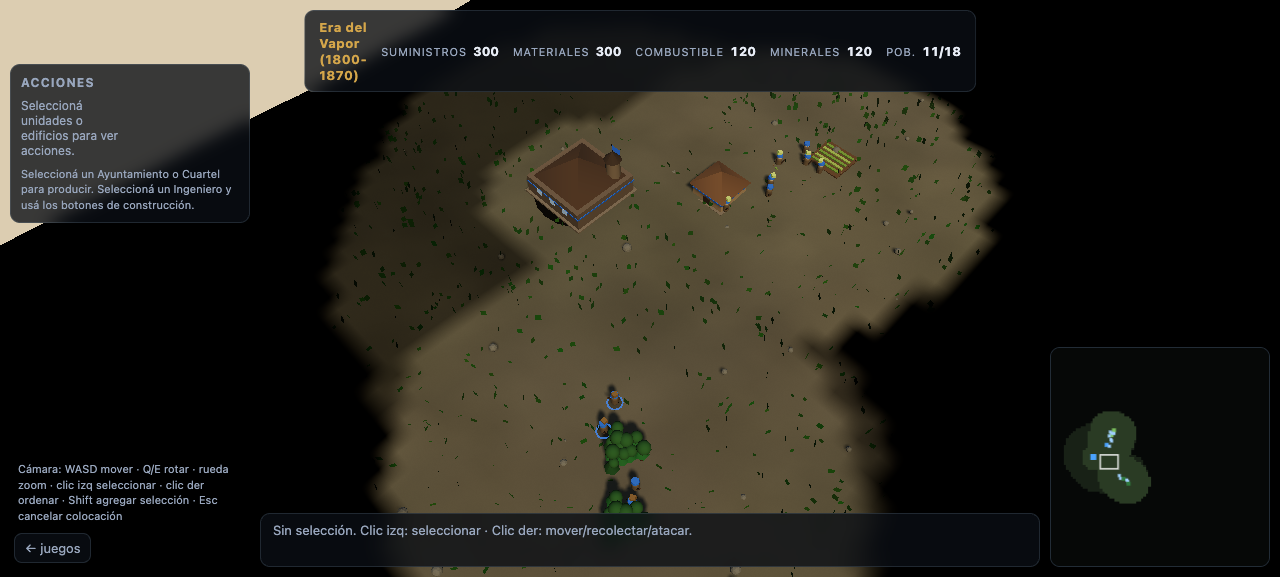 Era del
Vapor
(1800-
1870)
SUMINISTROS 300 MATERIALES 300 COMBUSTIBLE 120 MINERALES 120 POB. 11/18
ACCIONES
Seleccioná
unidades o
edificios para ver
acciones.
Seleccioná un Ayuntamiento o Cuartel
para producir. Seleccioná un Ingeniero y
usá los botones de construcción.
Cámara: WASD mover · Q/E rotar · rueda
zoom · clic izq seleccionar · clic der
ordenar · Shift agregar selección · Esc
cancelar colocación
← juegos
Sin selección. Clic izq: seleccionar · Clic der: mover/recolectar/atacar.